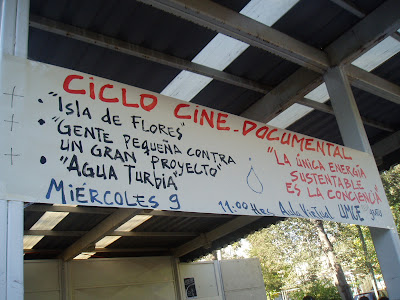 CICLO CINE - DOCUMENTAL
• "ISLA DE FLORES"
• "GENTE PEQUEÑA CONTRA
UN GRAN "PROYECTO"
• "AGUA TURBIA"
MIÉRCOLES 9
"LA ÚNICA ENERGÍA
SUSTENTABLE
ES LA CONCIENCIA"
11:00 Hrs. Aula Virtual UMCE